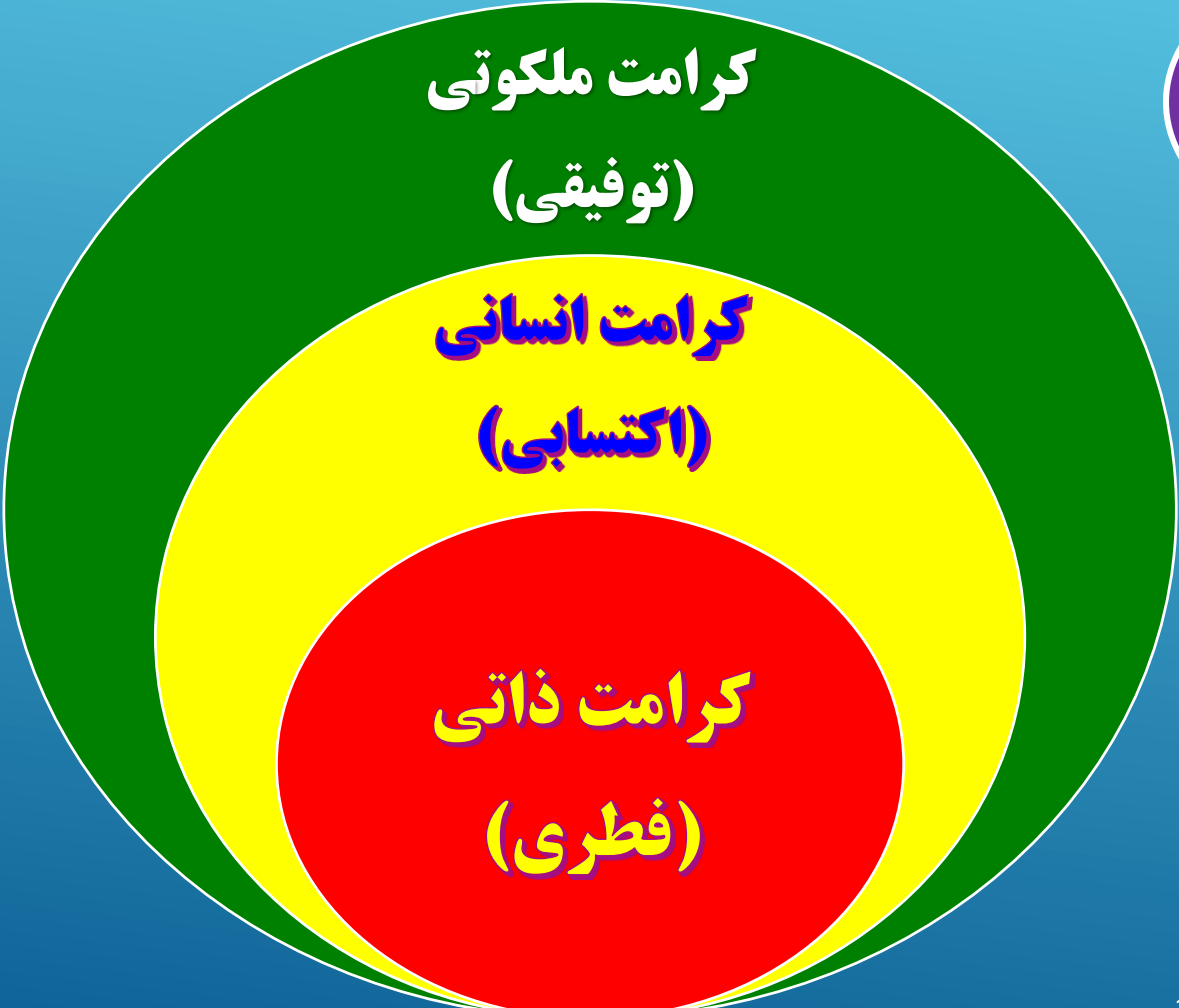 کرامت ملکوتی
(توفیقی)
کرامت انسانی
(اکتسابی)
کرامت ذاتی
(فطری)